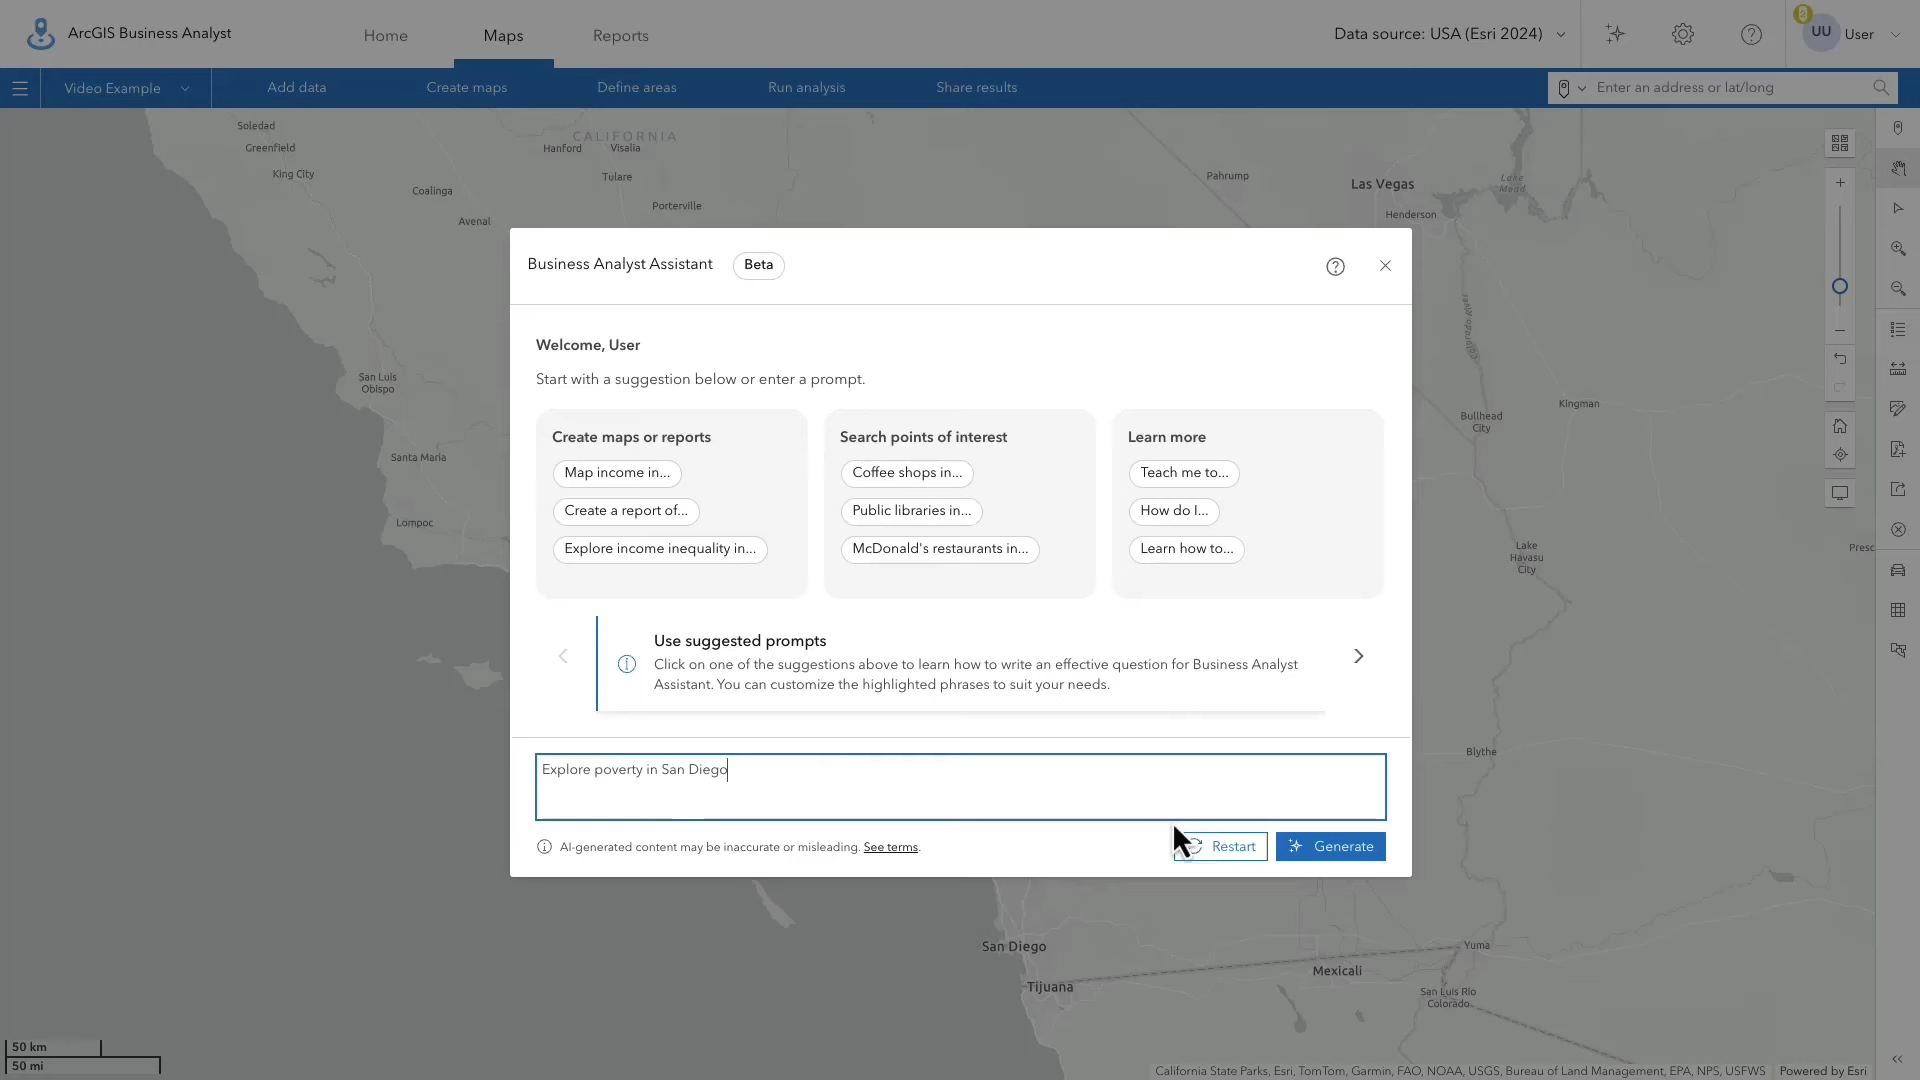 ArcGIS Business Analyst
Home
Maps
Reports
Data source: USA (Esri 2024)
2
UU
User
Video Example
Add data
Create maps
Define areas
Run analysis
Share results
Enter an address or lat/long
CALIFORNIA
Soledad
Greenfield
King City
Coalinga
Avenal
Hanford
Visalia
Tulare
Porterville
Pahrump
Las Vegas
Henderson
Lake
Mead
Colorado River
San Luis
Obispo
Santa Maria
Lompoc
Bullhead
City
Kingman
Lake
Havasu
City
Presc
Blythe
Business Analyst Assistant
Beta
Welcome, User
Start with a suggestion below or enter a prompt.
Create maps or reports
Map income in...
Create a report of...
Explore income inequality in...
Search points of interest
Coffee shops in...
Public libraries in...
McDonald's restaurants in...
Learn more
Teach me to...
How do I...
Learn how to...
Use suggested prompts
Click on one of the suggestions above to learn how to write an effective question for Business Analyst
Assistant. You can customize the highlighted phrases to suit your needs.
Explore poverty in San Diego
AI-generated content may be inaccurate or misleading. See terms.
Restart
Generate
San Diego
Tijuana
Mexicali
Yuma
San Luis Río
Colorado
50 km
50 mi
California State Parks, Esri, TomTom, Garmin, FAO, NOAA, USGS, Bureau of Land Management, EPA, NPS, USFWS
Powered by Esri